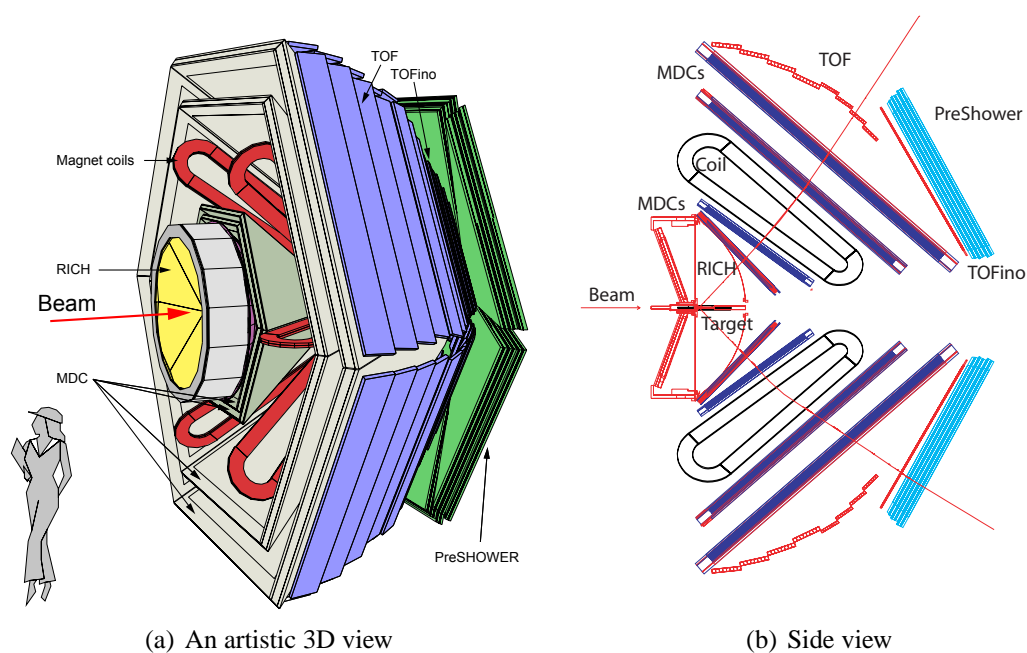 TOF
TOFino
Magnet coils
RICH
Beam
MDC
PreSHOWER
(a) An artistic 3D view
TOF
MDCs
PreShower
Coil
MDCs
RICH
TOFino
Beam
Target
(b) Side view